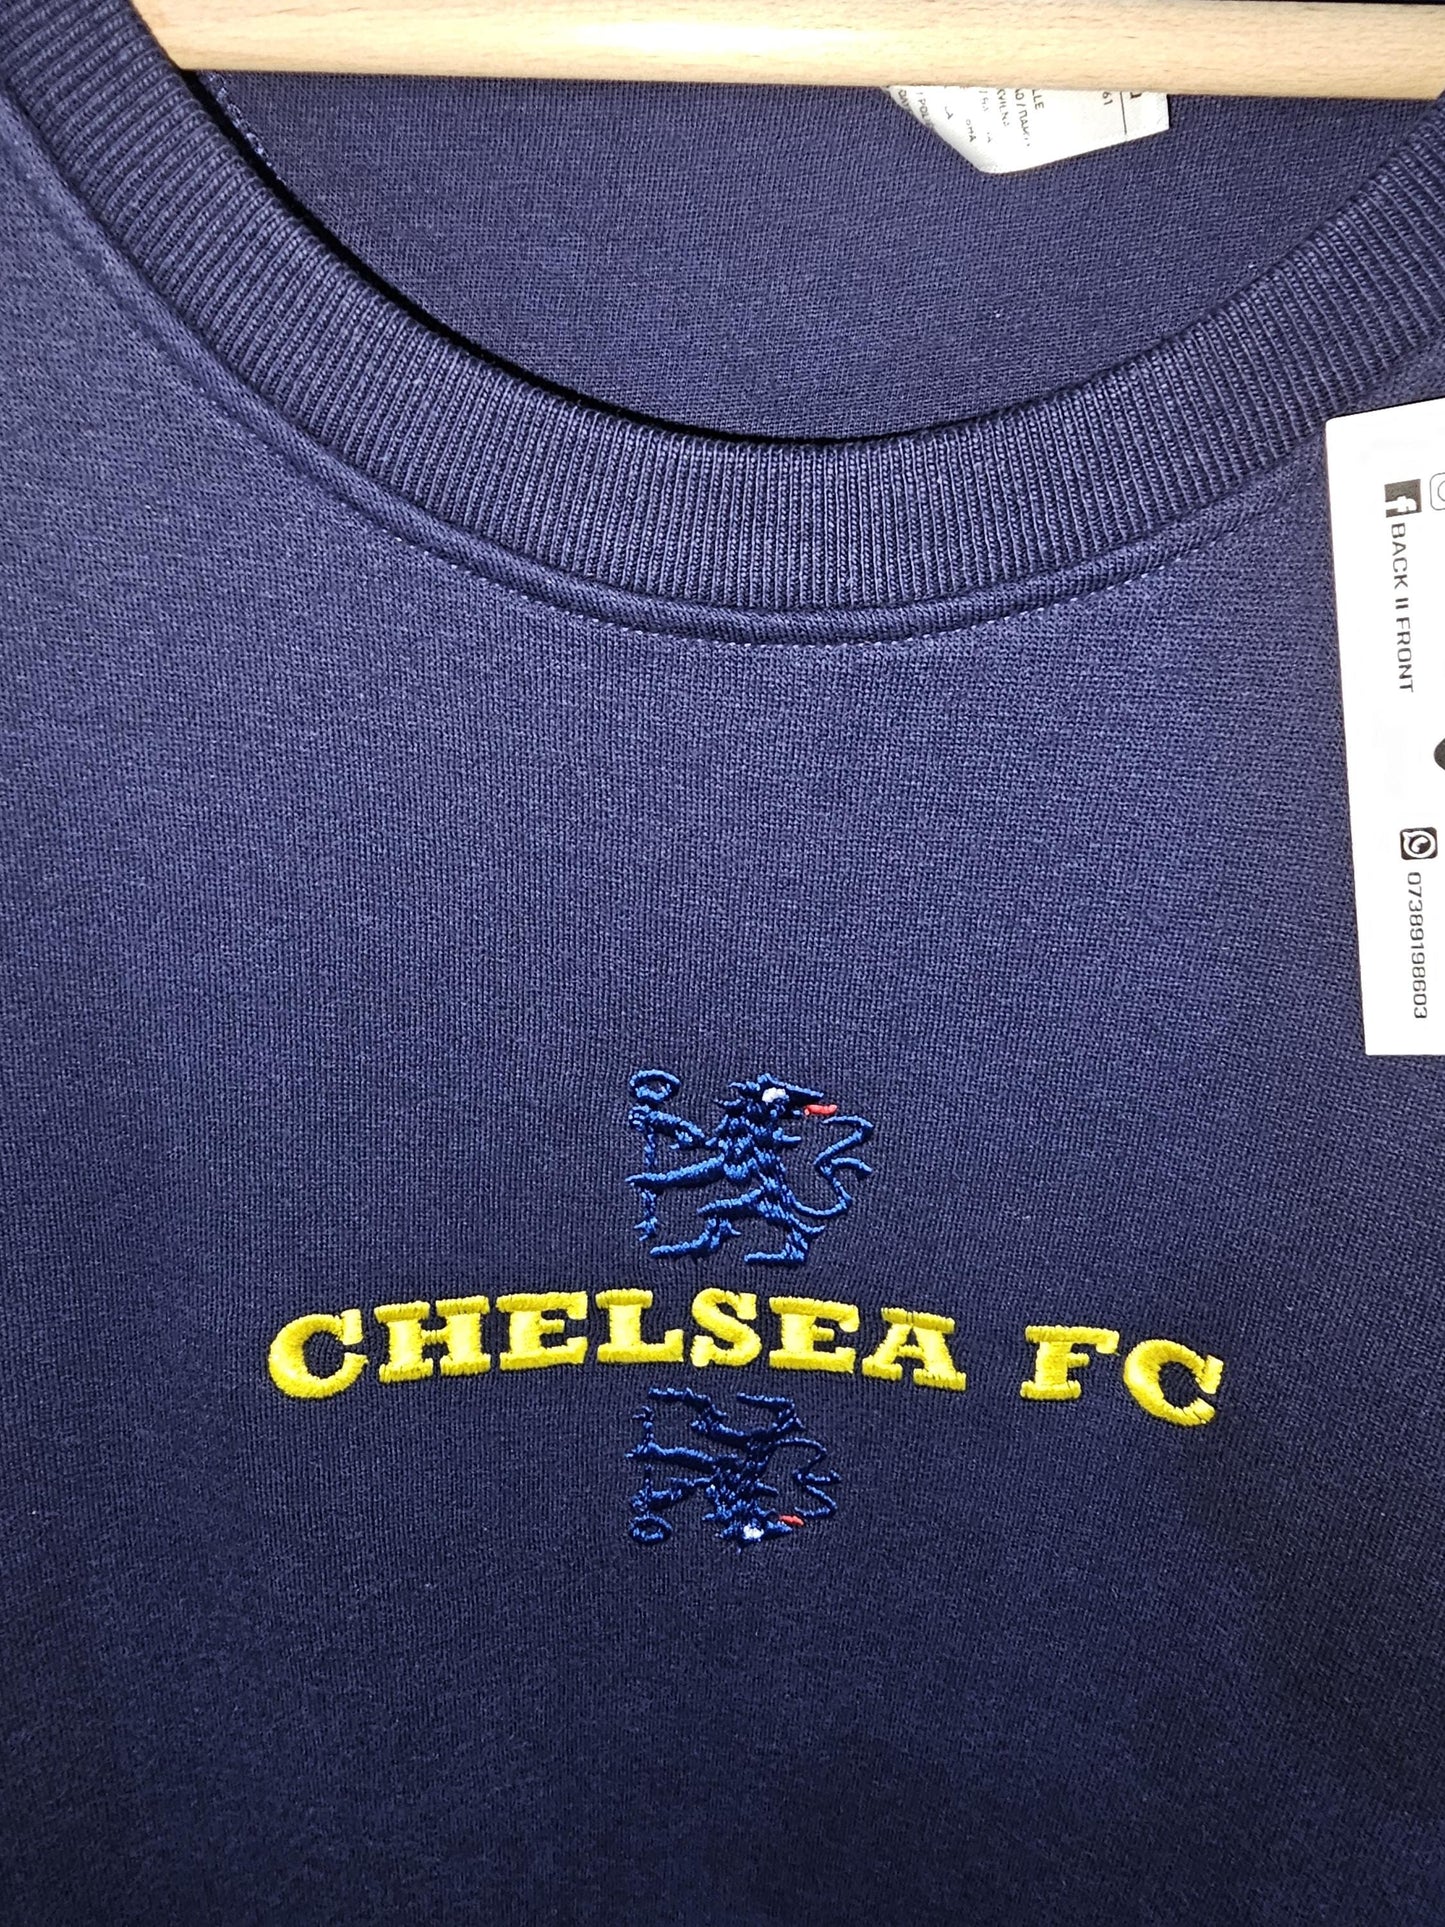 BACK II FRONT
07389198603
CHELSEA FC